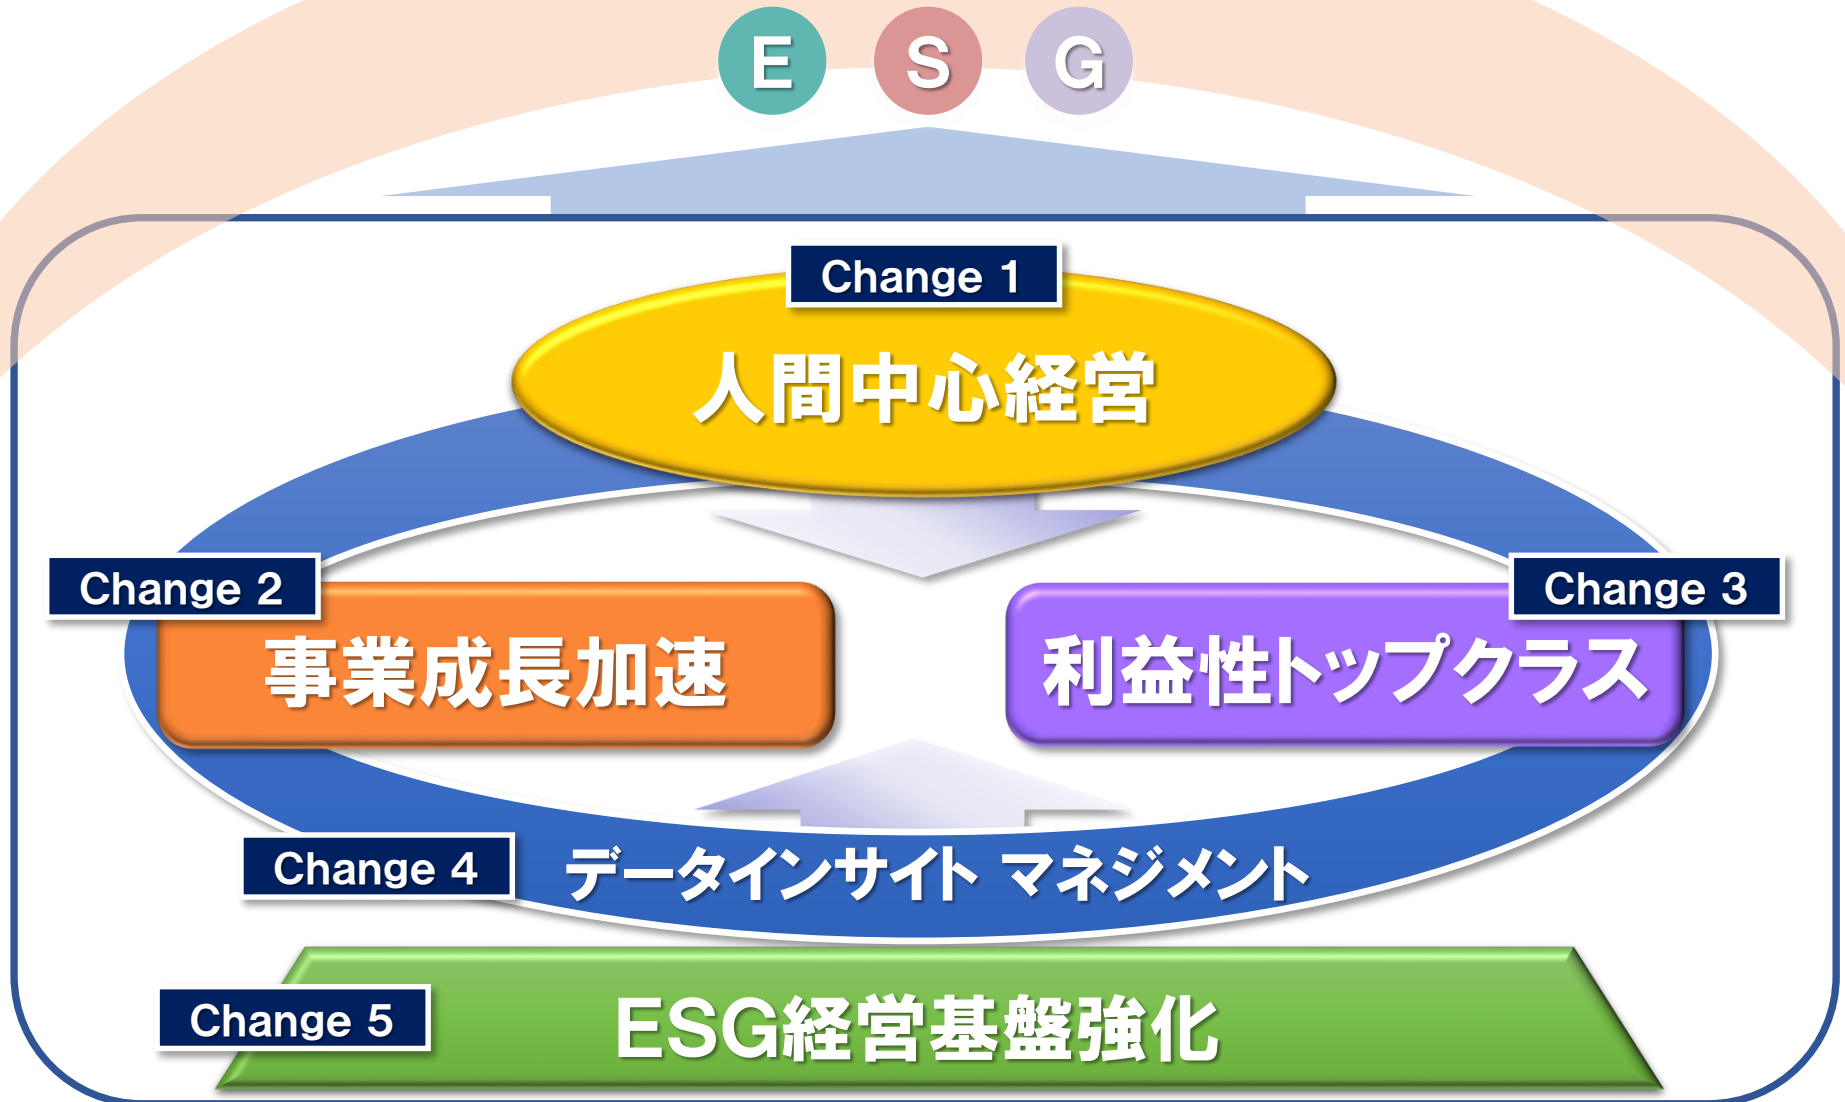 E S G
Change 1
人間中心経営
Change 2
事業成長加速
Change 3
利益性トップクラス
Change 4
データインサイト マネジメント
Change 5
ESG経営基盤強化